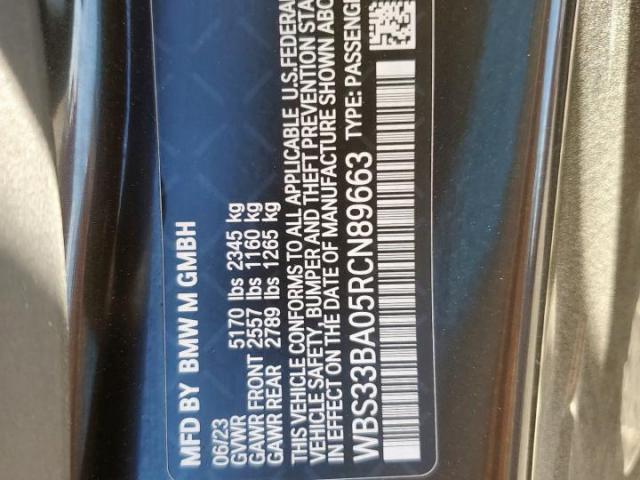 MFD BY BMW M GMBH
06/23
GVWR 5170 lbs 2345 kg
GAWR FRONT 2557 lbs 1160 kg
GAWR REAR 2789 lbs 1265 kg
THIS VEHICLE CONFORMS TO ALL APPLICABLE U.S.FEDERAL
VEHICLE SAFETY, BUMPER AND THEFT PREVENTION STA
IN EFFECT ON THE DATE OF MANUFACTURE SHOWN ABO
WBS33BA05RCN89663 TYPE: PASSENGE